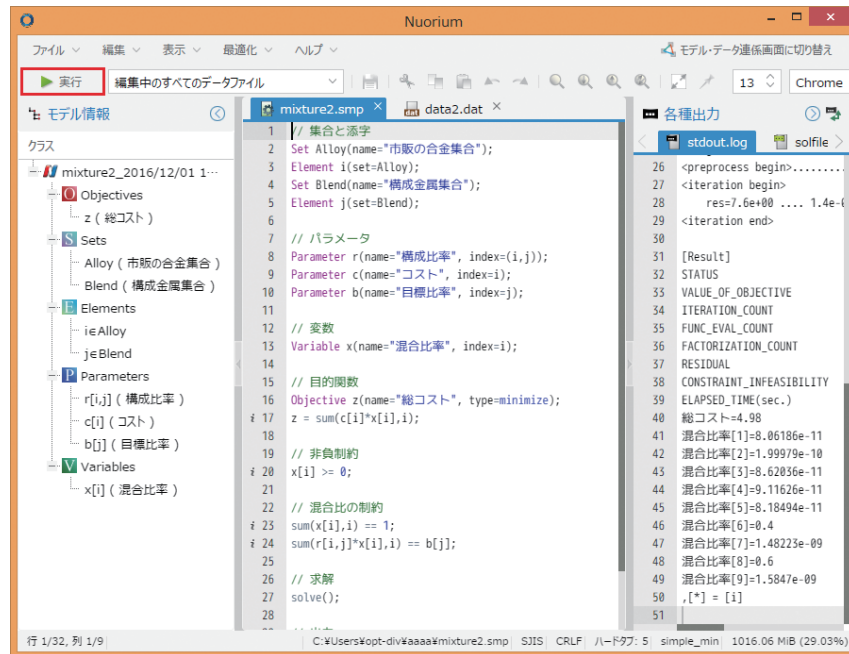 Nuorium
ファイル 編集 表示 最適化 ヘルプ モデル・データ連係画面に切り替え
実行 編集中のすべてのデータファイル 13 Chrome
モデル情報
クラス
mixture2_2016/12/01 1…
Objectives
z ( 総コスト )
Sets
Alloy ( 市販の合金集合 )
Blend ( 構成金属集合 )
Elements
i∈Alloy
j∈Blend
Parameters
r[i,j] ( 構成比率 )
c[i] ( コスト )
b[j] ( 目標比率 )
Variables
x[i] ( 混合比率 )
mixture2.smp × data2.dat ×
1 // 集合と添字
2 Set Alloy(name="市販の合金集合");
3 Element i(set=Alloy);
4 Set Blend(name="構成金属集合");
5 Element j(set=Blend);
6
7 // パラメータ
8 Parameter r(name="構成比率", index=(i,j));
9 Parameter c(name="コスト", index=i);
10 Parameter b(name="目標比率", index=j);
11
12 // 変数
13 Variable x(name="混合比率", index=i);
14
15 // 目的関数
16 Objective z(name="総コスト", type=minimize);
i 17 z = sum(c[i]*x[i],i);
18
19 // 非負制約
i 20 x[i] >= 0;
21
22 // 混合比の制約
i 23 sum(x[i],i) == 1;
i 24 sum(r[i,j]*x[i],i) == b[j];
25
26 // 求解
27 solve();
28
各種出力
stdout.log solfile
26 <preprocess begin>.........
27 <iteration begin>
28 res=7.6e+00 .... 1.4e-
29 <iteration end>
30
31 [Result]
32 STATUS
33 VALUE_OF_OBJECTIVE
34 ITERATION_COUNT
35 FUNC_EVAL_COUNT
36 FACTORIZATION_COUNT
37 RESIDUAL
38 CONSTRAINT_INFEASIBILITY
39 ELAPSED_TIME(sec.)
40 総コスト=4.98
41 混合比率[1]=8.06186e-11
42 混合比率[2]=1.99979e-10
43 混合比率[3]=8.62036e-11
44 混合比率[4]=9.11626e-11
45 混合比率[5]=8.18494e-11
46 混合比率[6]=0.4
47 混合比率[7]=1.48223e-09
48 混合比率[8]=0.6
49 混合比率[9]=1.5847e-09
50 ,[*] = [i]
51
行 1/32, 列 1/9 C:¥Users¥opt-div¥aaaa¥mixture2.smp SJIS CRLF ハードタブ: 5 simple_min 1016.06 MiB (29.03%)